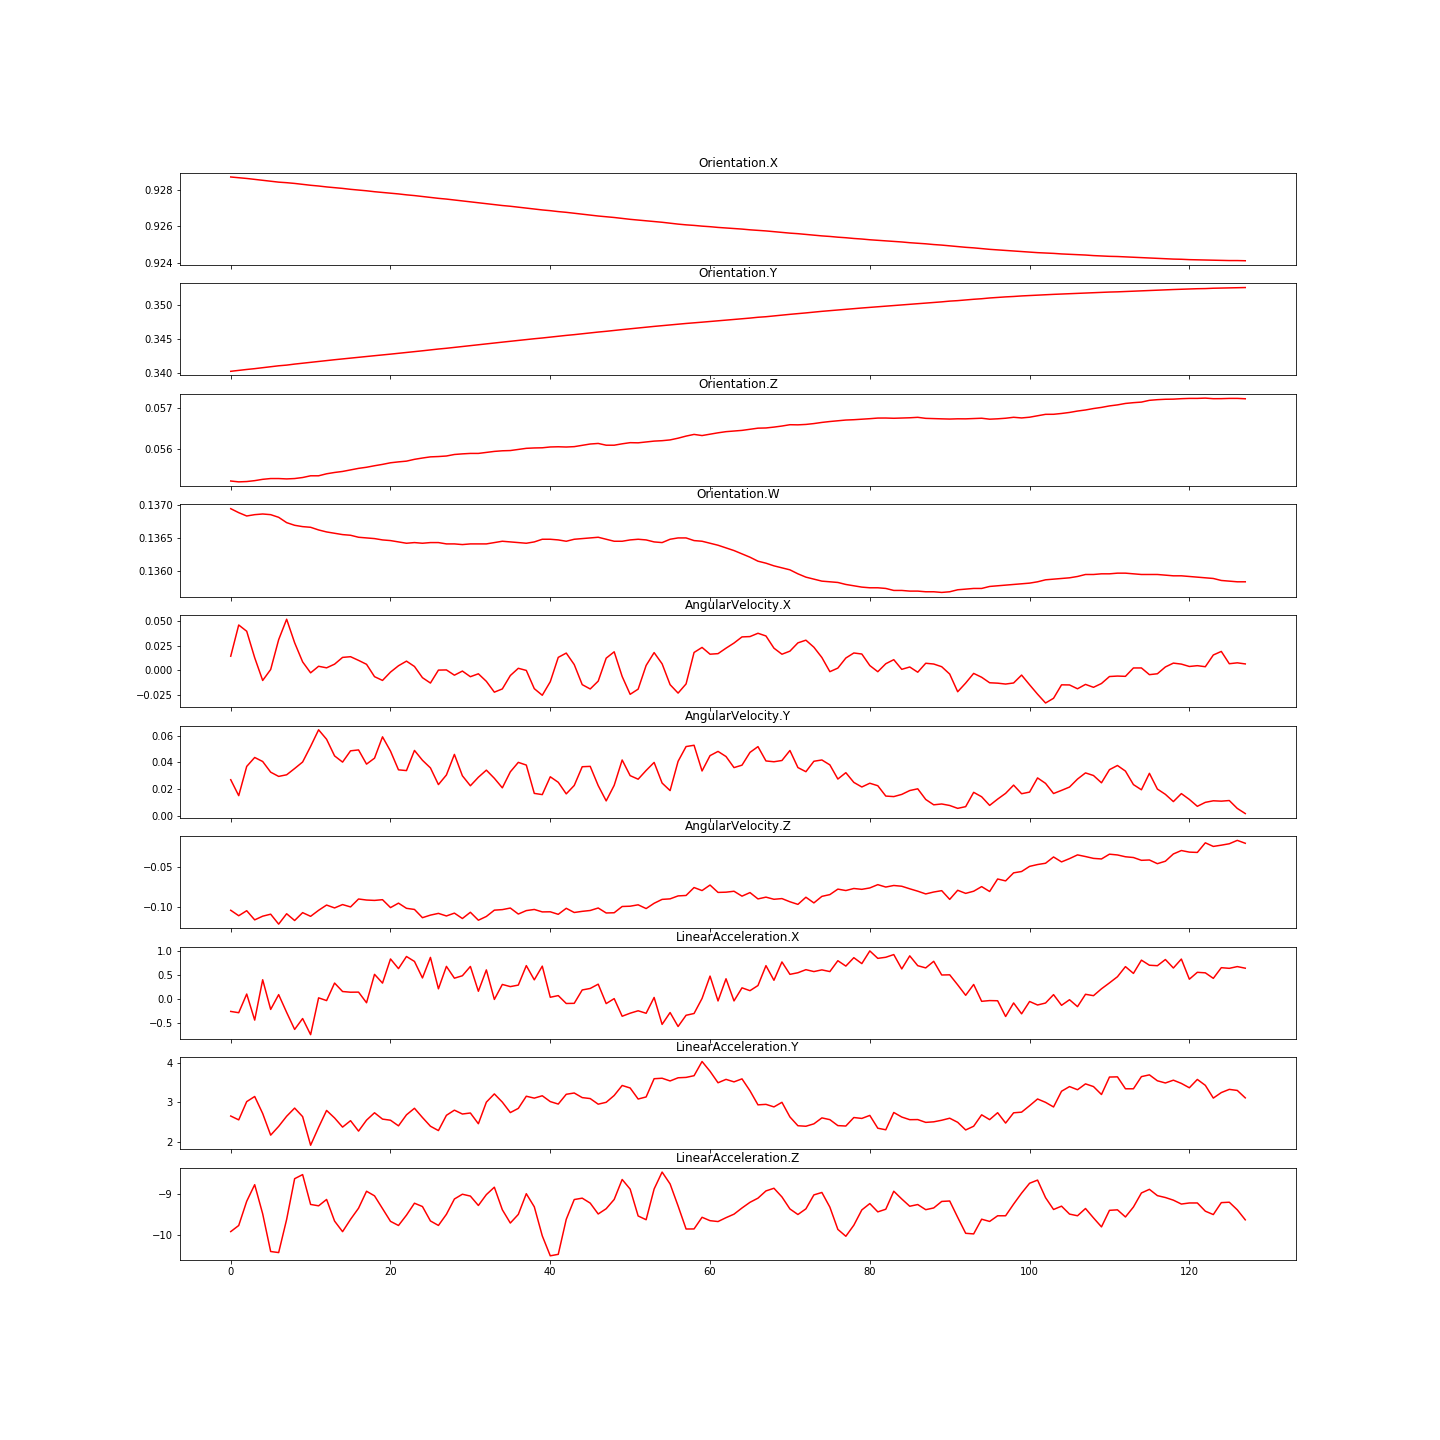 Orientation.X
0.928
0.926
0.924
Orientation.Y
0.350
0.345
0.340
Orientation.Z
0.057
0.056
Orientation.W
0.1370
0.1365
0.1360
AngularVelocity.X
0.050
0.025
0.000
−0.025
AngularVelocity.Y
0.06
0.04
0.02
0.00
AngularVelocity.Z
−0.05
−0.10
LinearAcceleration.X
1.0
0.5
0.0
−0.5
LinearAcceleration.Y
4
3
2
LinearAcceleration.Z
−9
−10
0 20 40 60 80 100 120